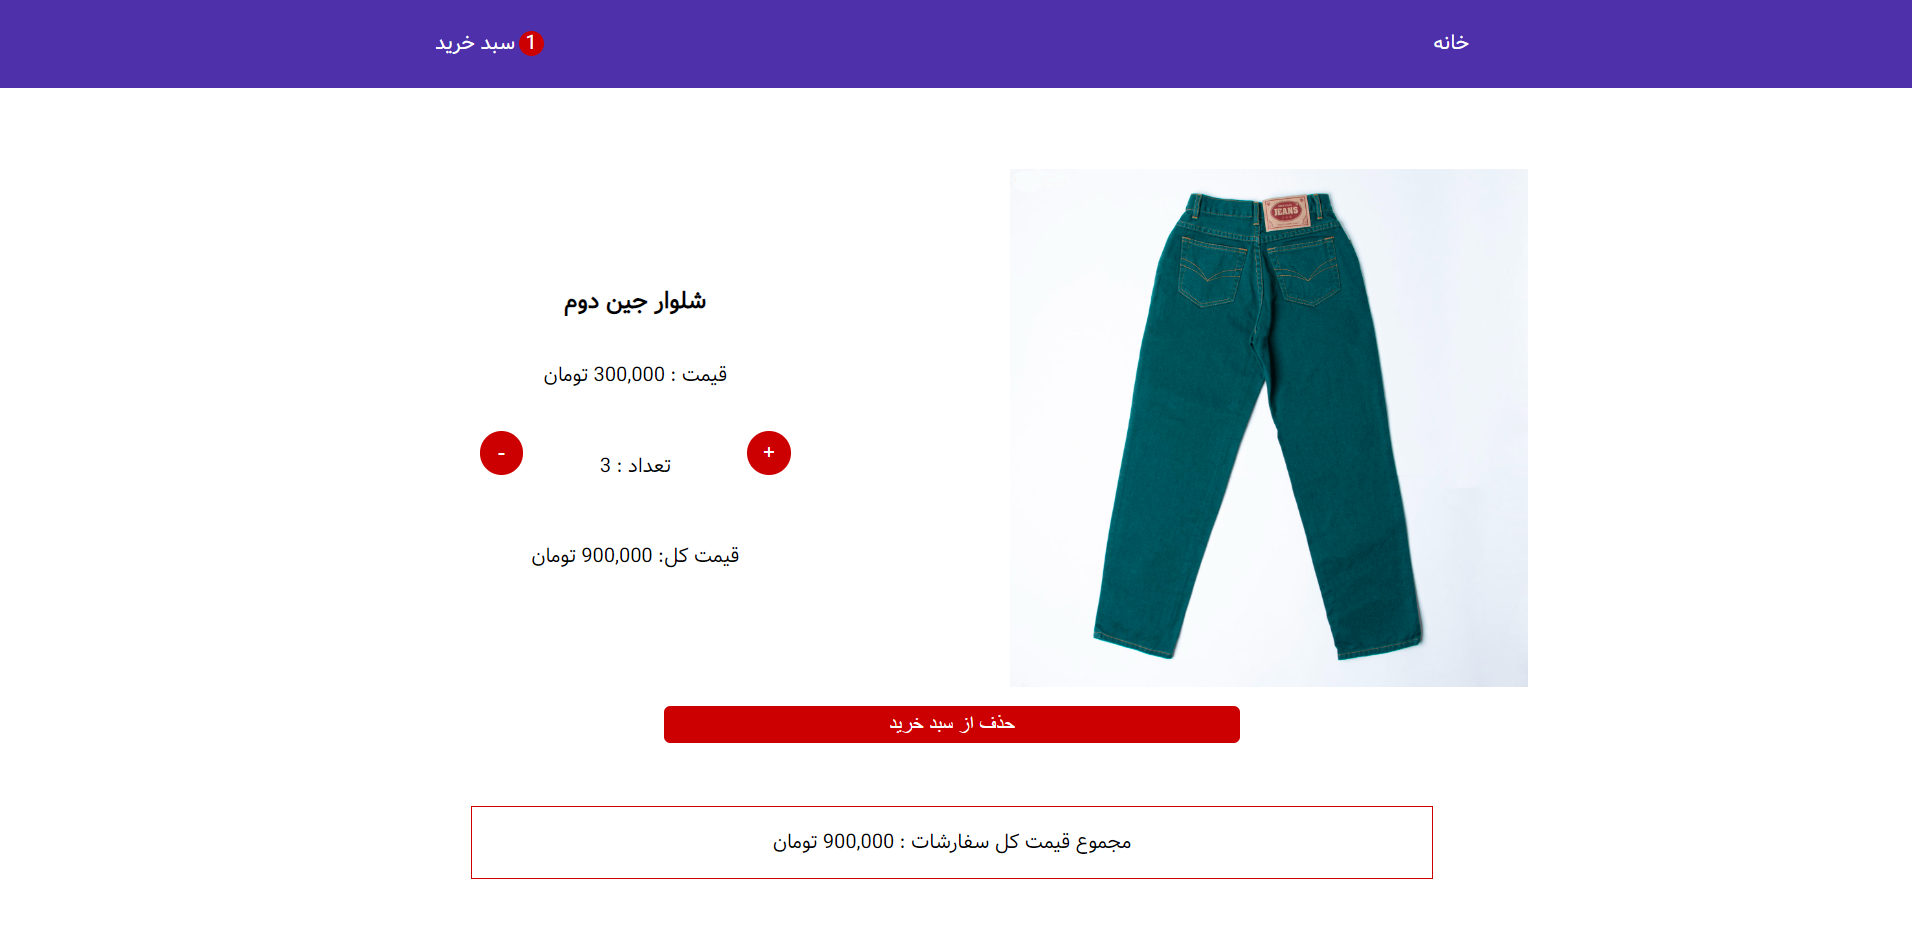 خانه
1 سبد خرید
JEANS
شلوار جین دوم
قیمت : 300,000 تومان
+
تعداد : 3
-
قیمت کل: 900,000 تومان
حذف از سبد خرید
مجموع قیمت کل سفارشات : 900,000 تومان